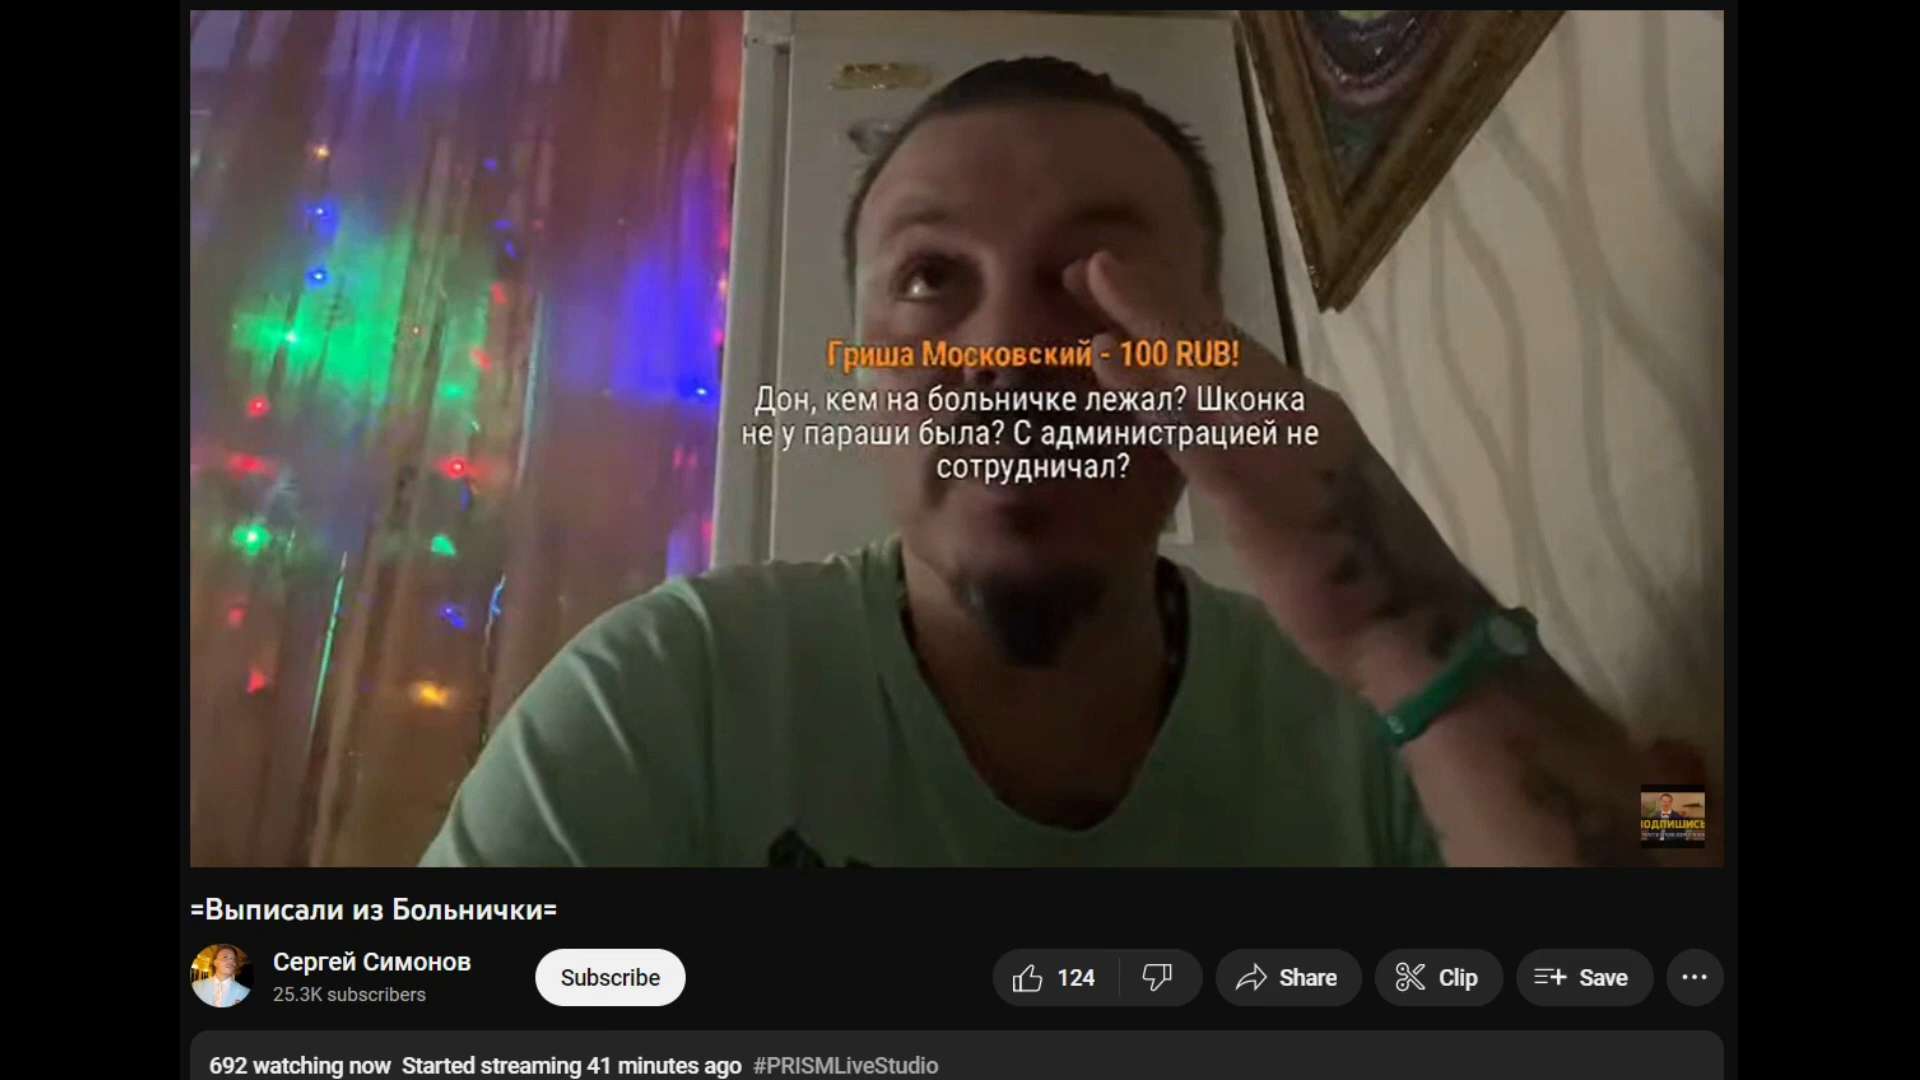 Гриша Московский - 100 RUB!
Дон, кем на больничке лежал? Шконка
не у параши была? С администрацией не
сотрудничал?
ПОДПИШИСЬ
=Выписали из Больнички=
Сергей Симонов
25.3K subscribers
Subscribe
124
Share
Clip
Save
692 watching now Started streaming 41 minutes ago #PRISMLiveStudio